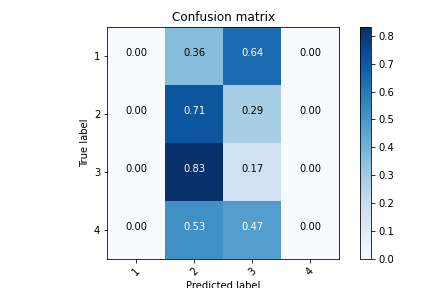 Confusion matrix
1 0.00 0.36 0.64 0.00
2 0.00 0.71 0.29 0.00
3 0.00 0.83 0.17 0.00
4 0.00 0.53 0.47 0.00
1 2 3 4
True label
Predicted label
0.8
0.7
0.6
0.5
0.4
0.3
0.2
0.1
0.0